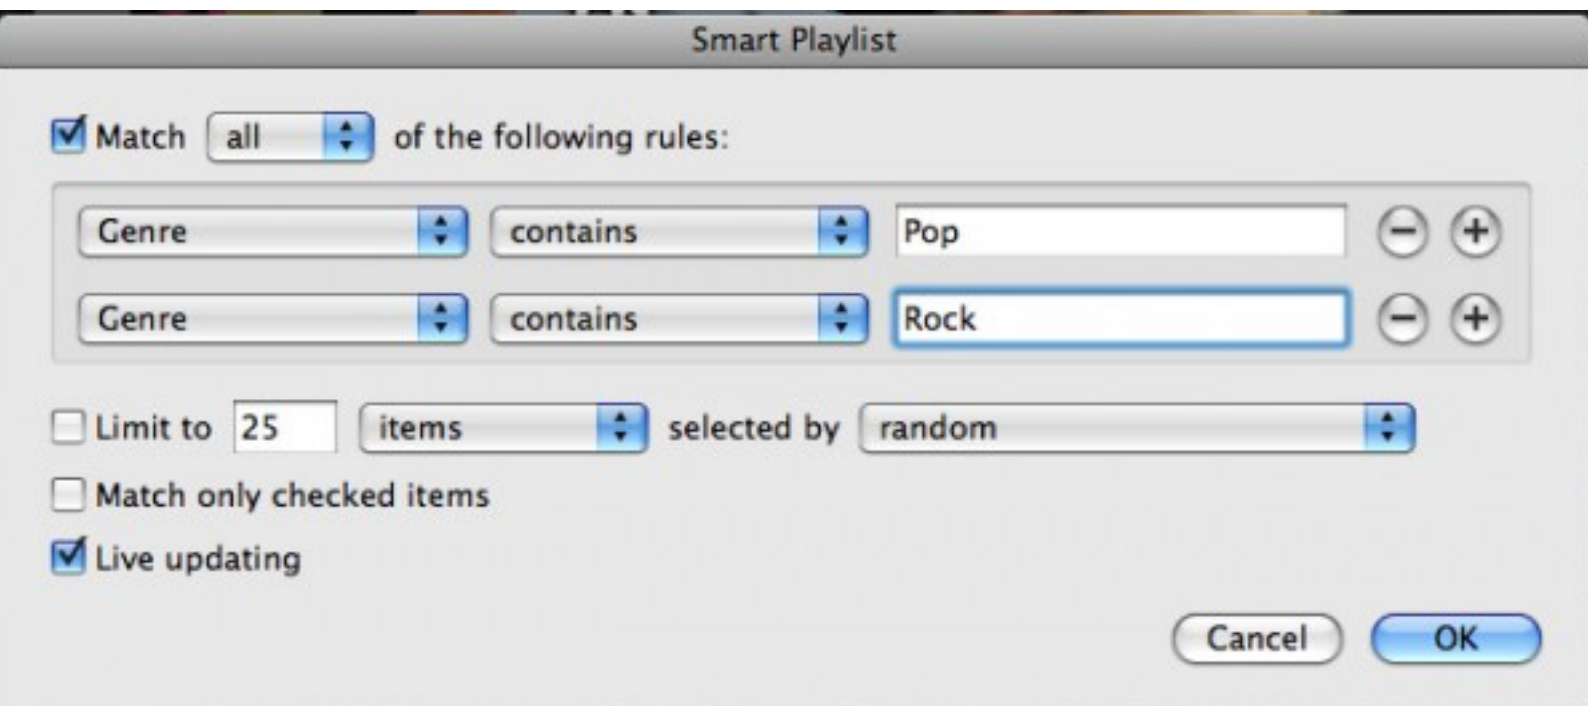 Smart Playlist
Match all of the following rules:
Genre contains Pop
Genre contains Rock
Limit to 25 items selected by random
Match only checked items
Live updating
Cancel OK